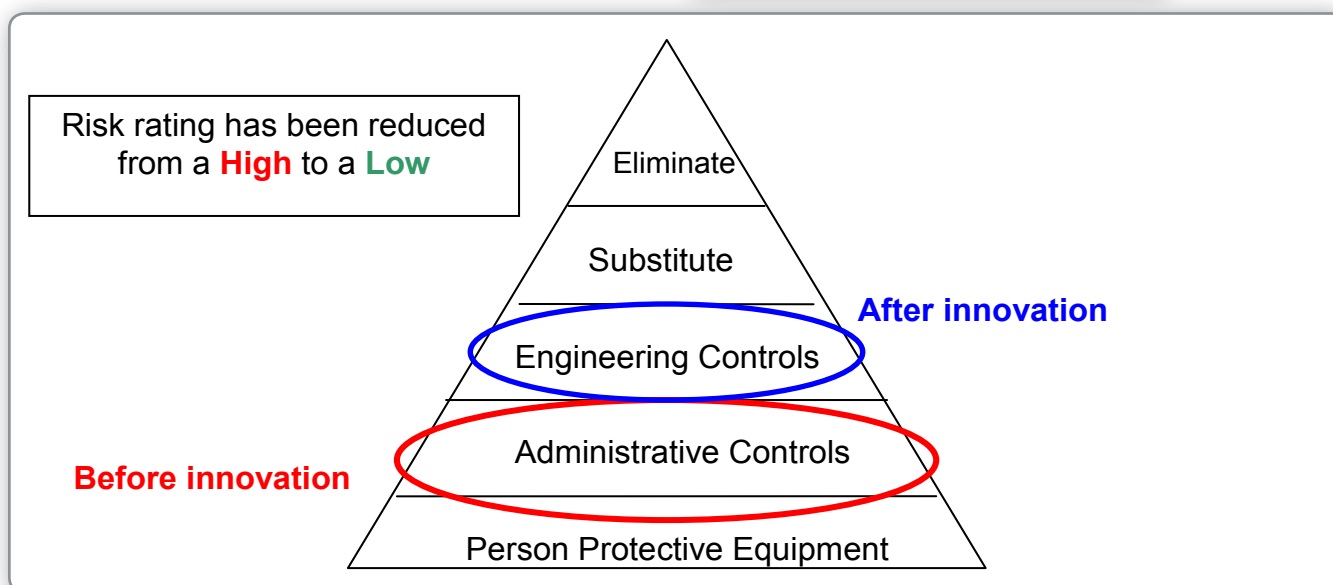 Risk rating has been reduced
from a High to a Low
Eliminate
Substitute
After innovation
Engineering Controls
Administrative Controls
Before innovation
Person Protective Equipment